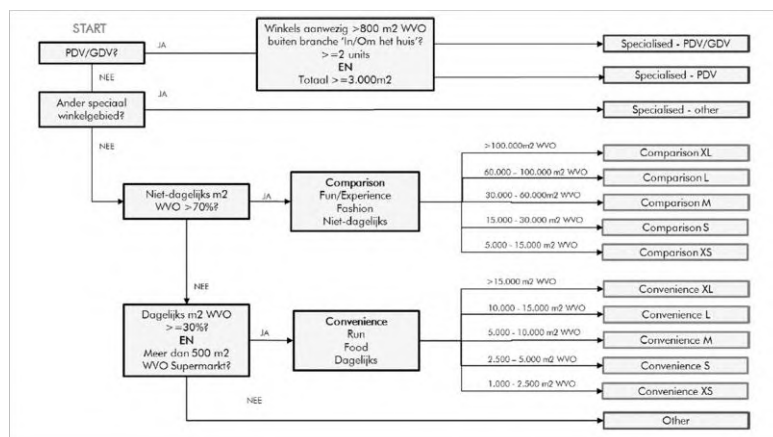 START
PDV/GDV?
JA
Winkels aanwezig >800 m2 WVO
buiten branche 'In/Om het huis'?
>=2 units
EN
Totaal >=3.000m2
Specialised - PDV/GDV
Specialised - PDV
NEE
Ander speciaal
winkelgebied?
JA
Specialised - other
NEE
Niet-dagelijks m2
WVO >70%?
JA
Comparison
Fun/Experience
Fashion
Niet-dagelijks
>100.000m2 WVO
Comparison XL
60.000 – 100.000 m2 WVO
Comparison L
30.000 - 60.000m2 WVO
Comparison M
15.000 - 30.000 m2 WVO
Comparison S
5.000 - 15.000 m2 WVO
Comparison XS
NEE
Dagelijks m2 WVO
>=30%?
EN
Meer dan 500 m2
WVO Supermarkt?
JA
Convenience
Run
Food
Dagelijks
>15.000 m2 WVO
Convenience XL
10.000 - 15.000 m2 WVO
Convenience L
5.000 - 10.000 m2 WVO
Convenience M
2.500 – 5.000 m2 WVO
Convenience S
1.000 - 2.500 m2 WVO
Convenience XS
NEE
Other